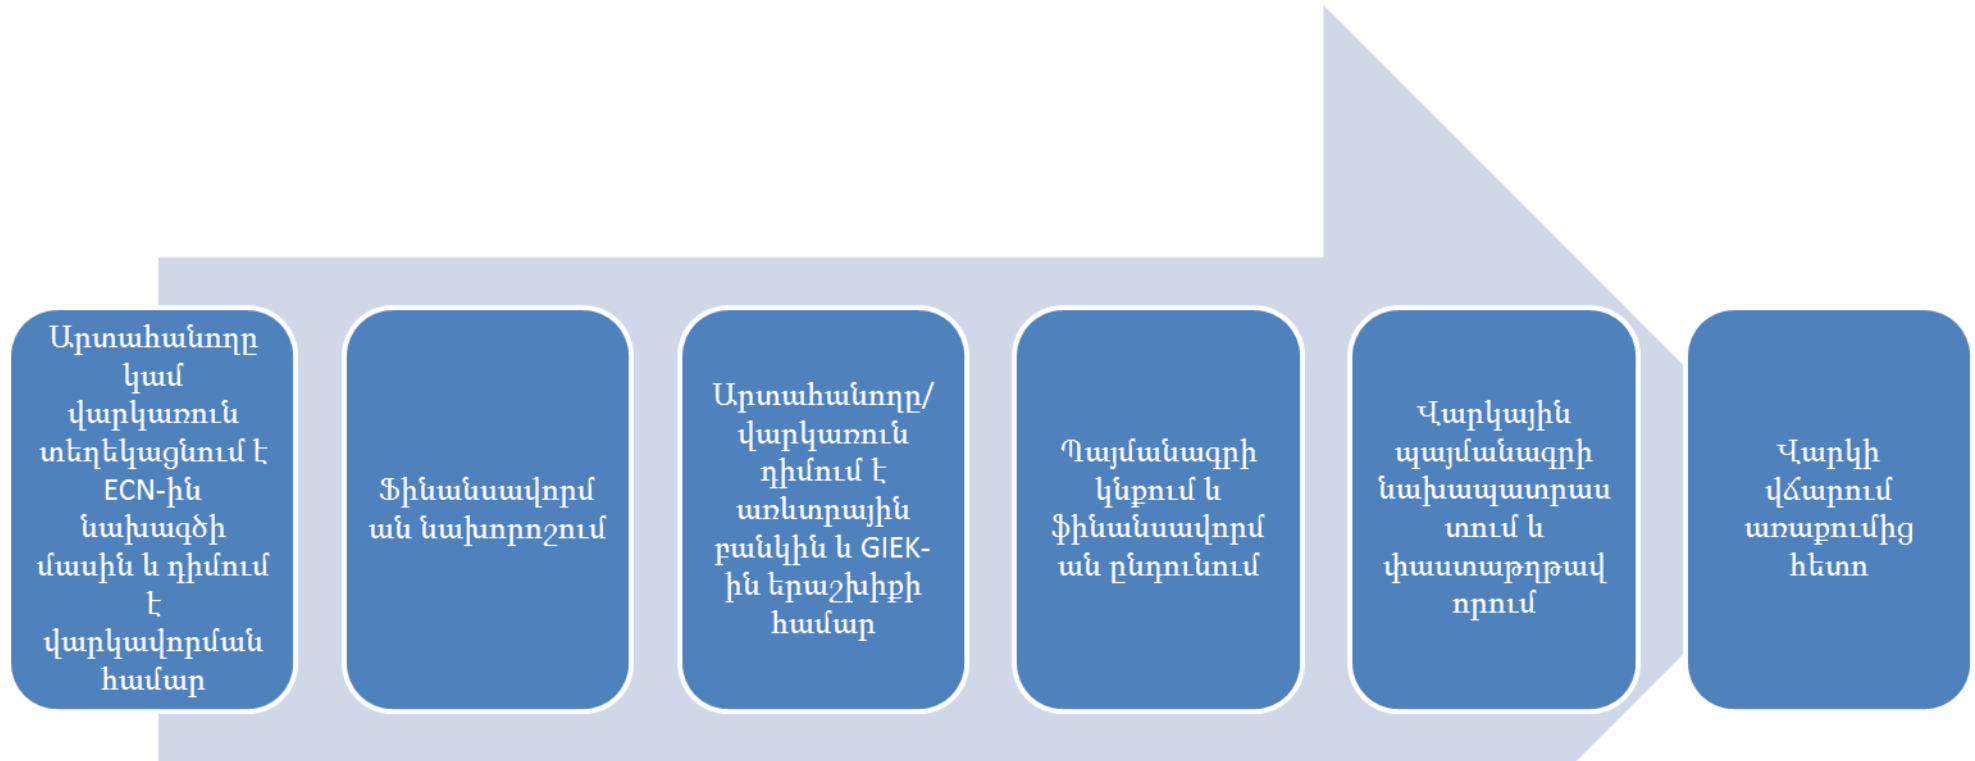 Արտահանողը
կամ
վարկառուն
տեղեկացնում է
ECN-ին
նախագծի
մասին և դիմում
է
վարկավորման
համար
Ֆինանսավորմ
ան նախորոշում
Արտահանողը/
վարկառուն
դիմում է
առևտրային
բանկին և GIEK-
ին երաշխիքի
համար
Պայմանագրի
կնքում և
ֆինանսավորմ
ան ընդունում
Վարկային
պայմանագրի
նախապատրաս
տում և
փաստաթղթավ
որում
Վարկի
վճարում
առաքումից
հետո